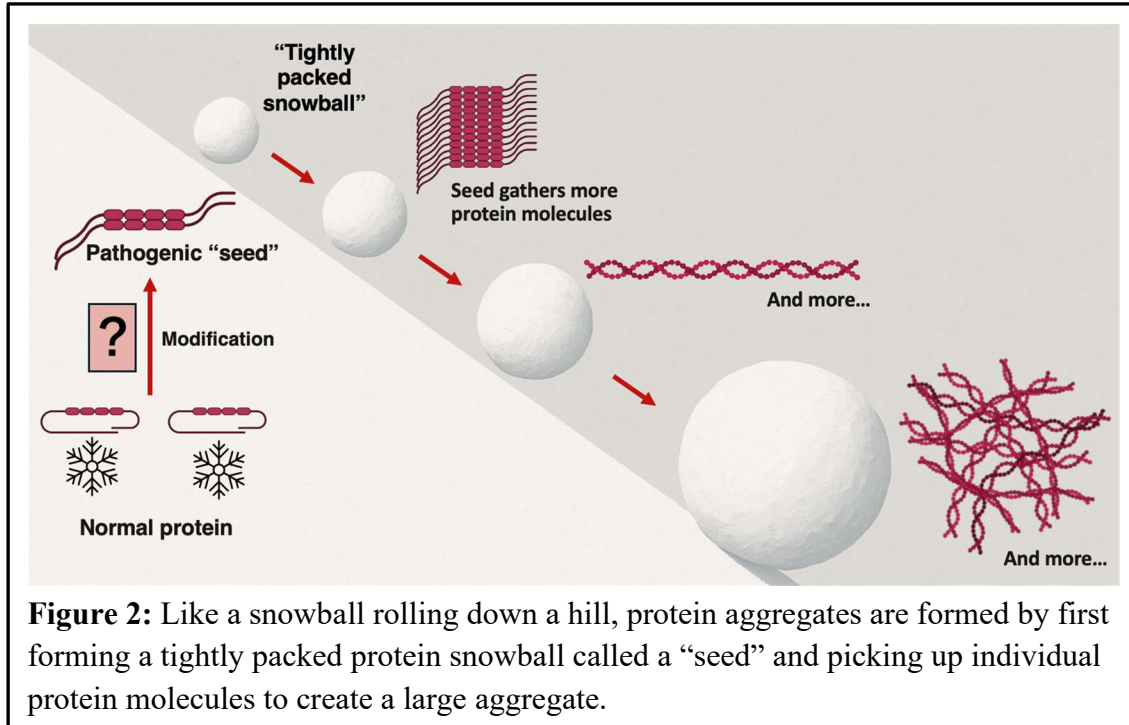 “Tightly
packed
snowball”
Seed gathers more
protein molecules
Pathogenic “seed”
?
Modification
And more...
Normal protein
And more...
Figure 2: Like a snowball rolling down a hill, protein aggregates are formed by first
forming a tightly packed protein snowball called a “seed” and picking up individual
protein molecules to create a large aggregate.